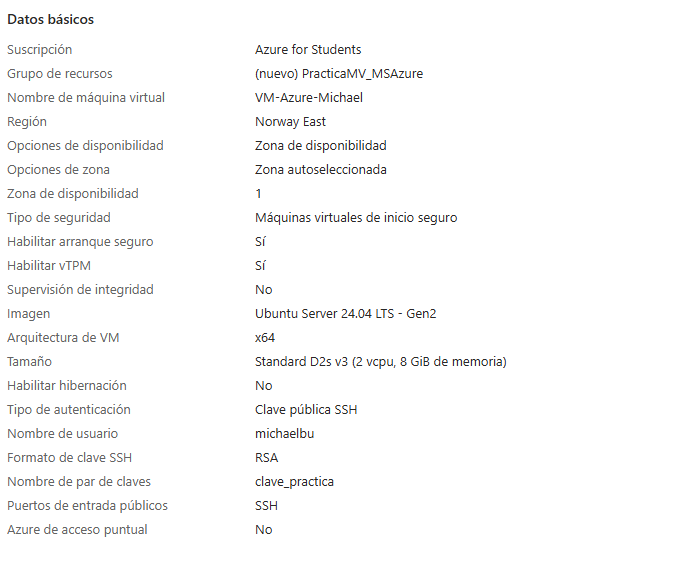 Datos básicos
Suscripción Azure for Students
Grupo de recursos (nuevo) PracticaMV_MSAzure
Nombre de máquina virtual VM-Azure-Michael
Región Norway East
Opciones de disponibilidad Zona de disponibilidad
Opciones de zona Zona autoseleccionada
Zona de disponibilidad 1
Tipo de seguridad Máquinas virtuales de inicio seguro
Habilitar arranque seguro Sí
Habilitar vTPM Sí
Supervisión de integridad No
Imagen Ubuntu Server 24.04 LTS - Gen2
Arquitectura de VM x64
Tamaño Standard D2s v3 (2 vcpu, 8 GiB de memoria)
Habilitar hibernación No
Tipo de autenticación Clave pública SSH
Nombre de usuario michaelbu
Formato de clave SSH RSA
Nombre de par de claves clave_practica
Puertos de entrada públicos SSH
Azure de acceso puntual No